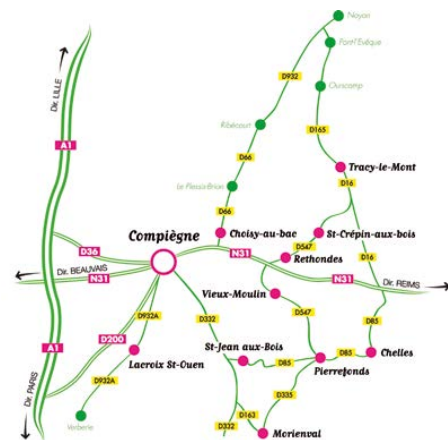 Noyon
Pont l'Evêque
Dir. LILLE
D932
Ourscamp
Ribécourt
D165
A1
D66
Tracy-le-Mont
Le Plessis-Brion
D16
D66
Choisy-au-bac
St-Crépin-aux-bois
Compiègne
D547
D36
N31
Rethondes
D16
Dir. BEAUVAIS
N31
N31
Dir. REIMS
Vieux-Moulin
D547
D332
D932A
D200
St-Jean aux-Bois
D85
A1
Lacroix St-Ouen
D85
D85
Chelles
Pierrefonds
D932A
Dir. PARIS
D335
D163
Verberie
D332
Morienval